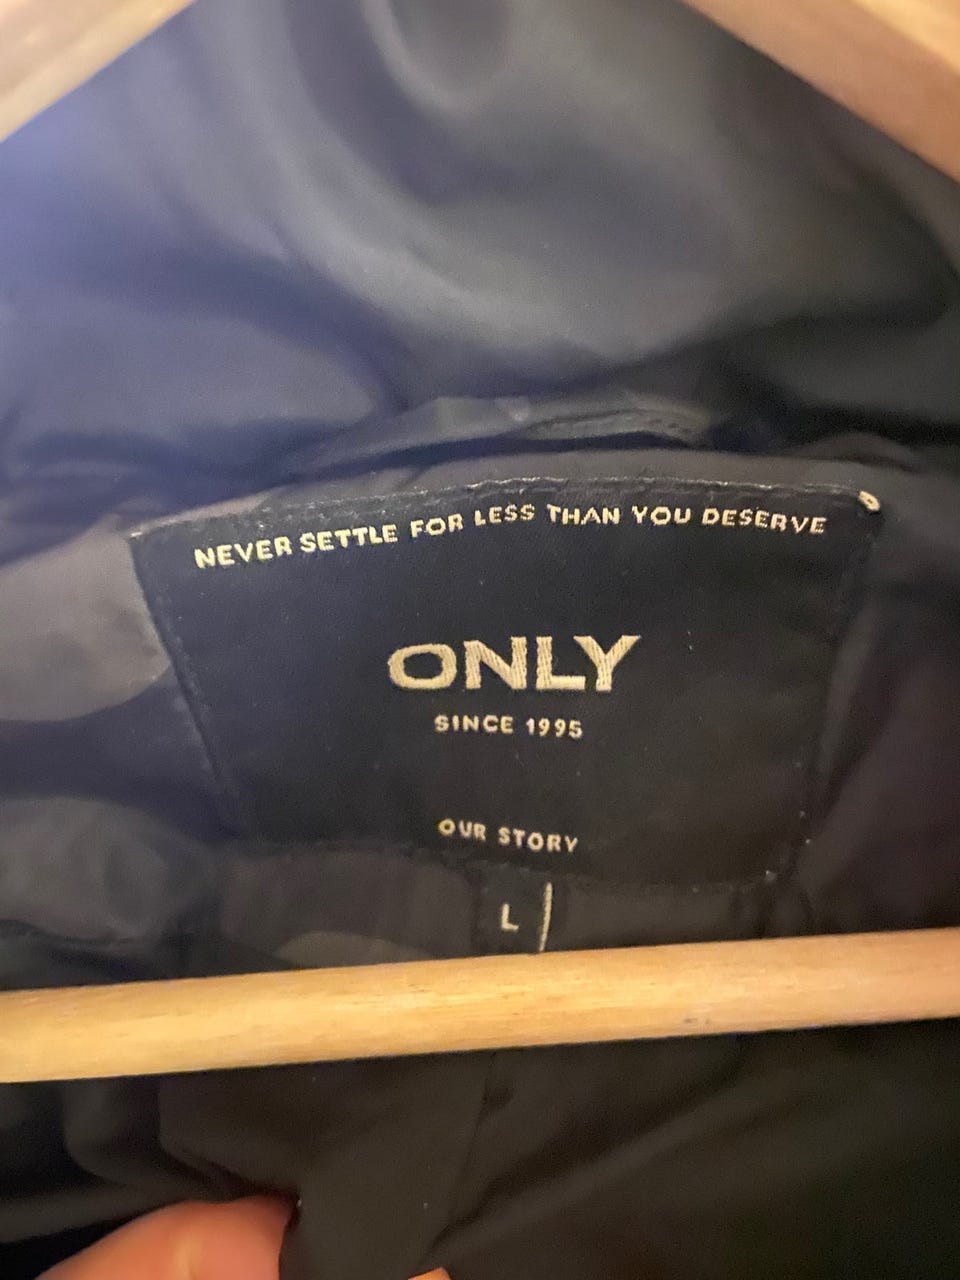 NEVER SETTLE FOR LESS THAN YOU DESERVE
ONLY
SINCE 1995
OUR STORY
L